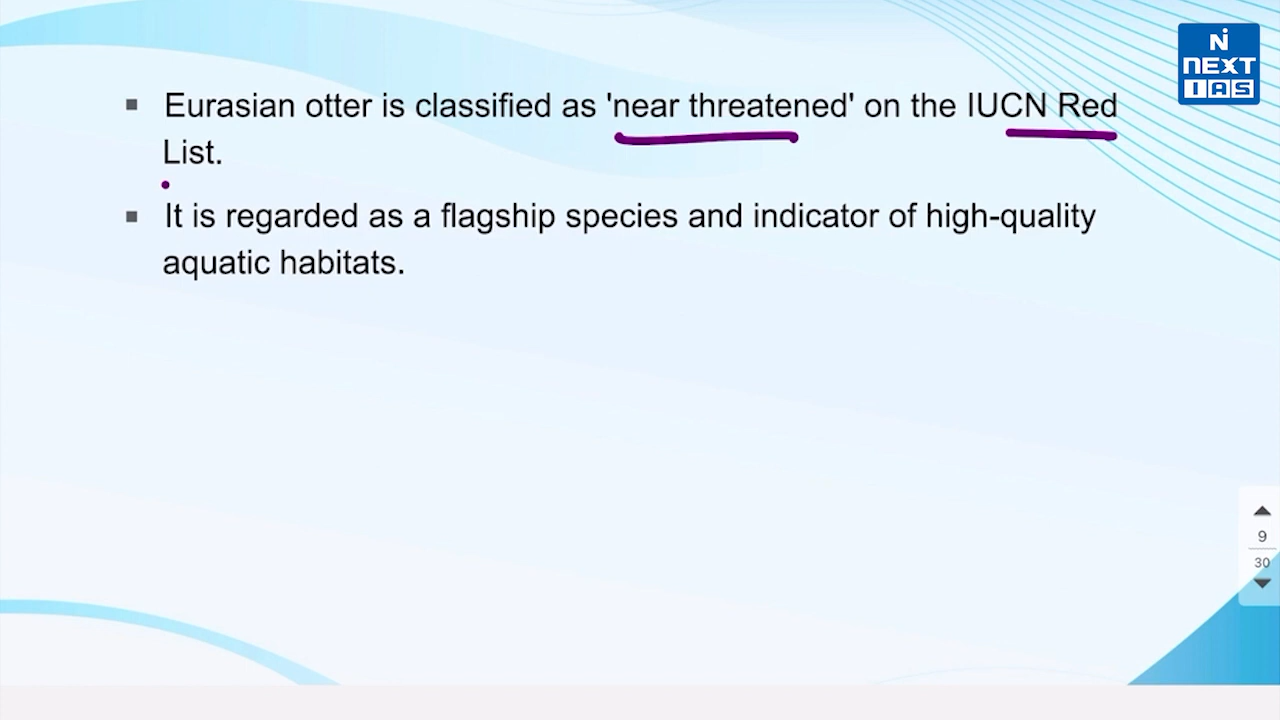 NEXT
IAS
▪ Eurasian otter is classified as 'near threatened' on the IUCN Red
List.
▪ It is regarded as a flagship species and indicator of high-quality
aquatic habitats.
9
30